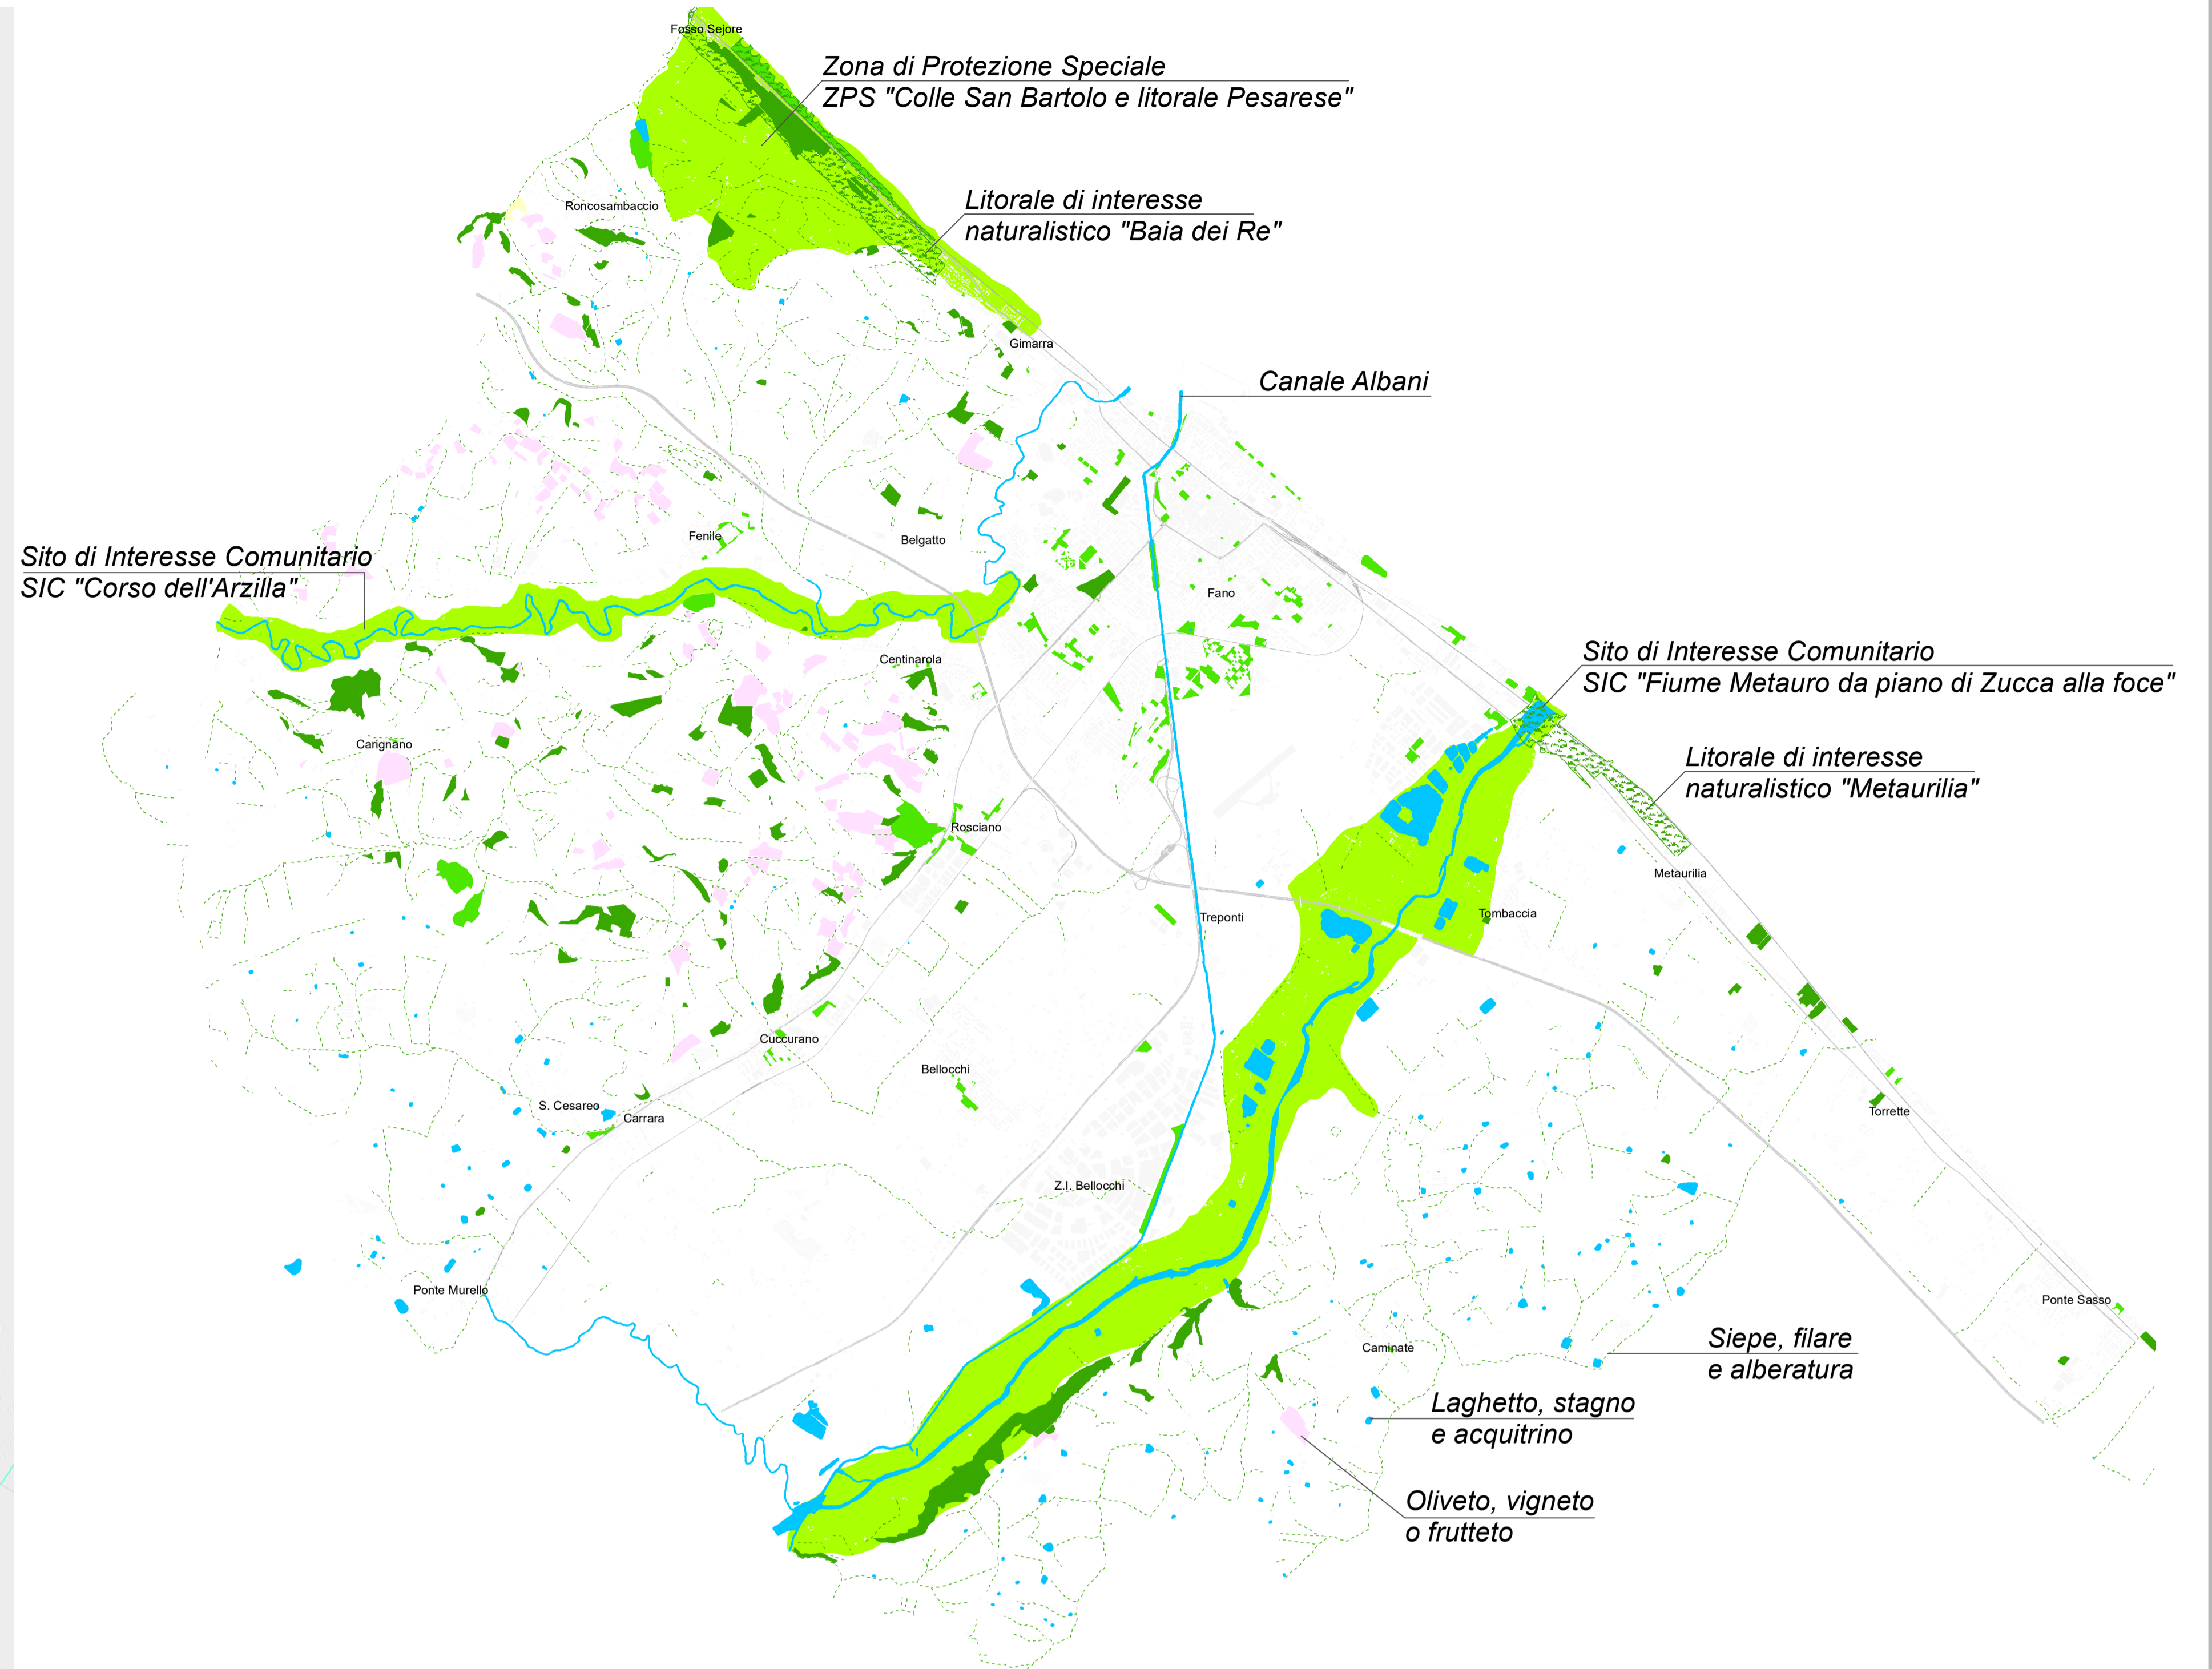 Fosso Sejore
Zona di Protezione Speciale
ZPS "Colle San Bartolo e litorale Pesarese"
Litorale di interesse
naturalistico "Baia dei Re"
Roncosambaccio
Gimarra
Canale Albani
Fenile
Belgatto
Sito di Interesse Comunitario
SIC "Corso dell'Arzilla"
Fano
Centinarola
Sito di Interesse Comunitario
SIC "Fiume Metauro da piano di Zucca alla foce"
Carignano
Litorale di interesse
naturalistico "Metaurilia"
Rosciano
Metaurilia
Treponti
Tombaccia
Cuccurano
Bellocchi
S. Cesareo
Carrara
Torrette
Z.I. Bellocchi
Ponte Murello
Ponte Sasso
Caminate
Siepe, filare
e alberatura
Laghetto, stagno
e acquitrino
Oliveto, vigneto
o frutteto